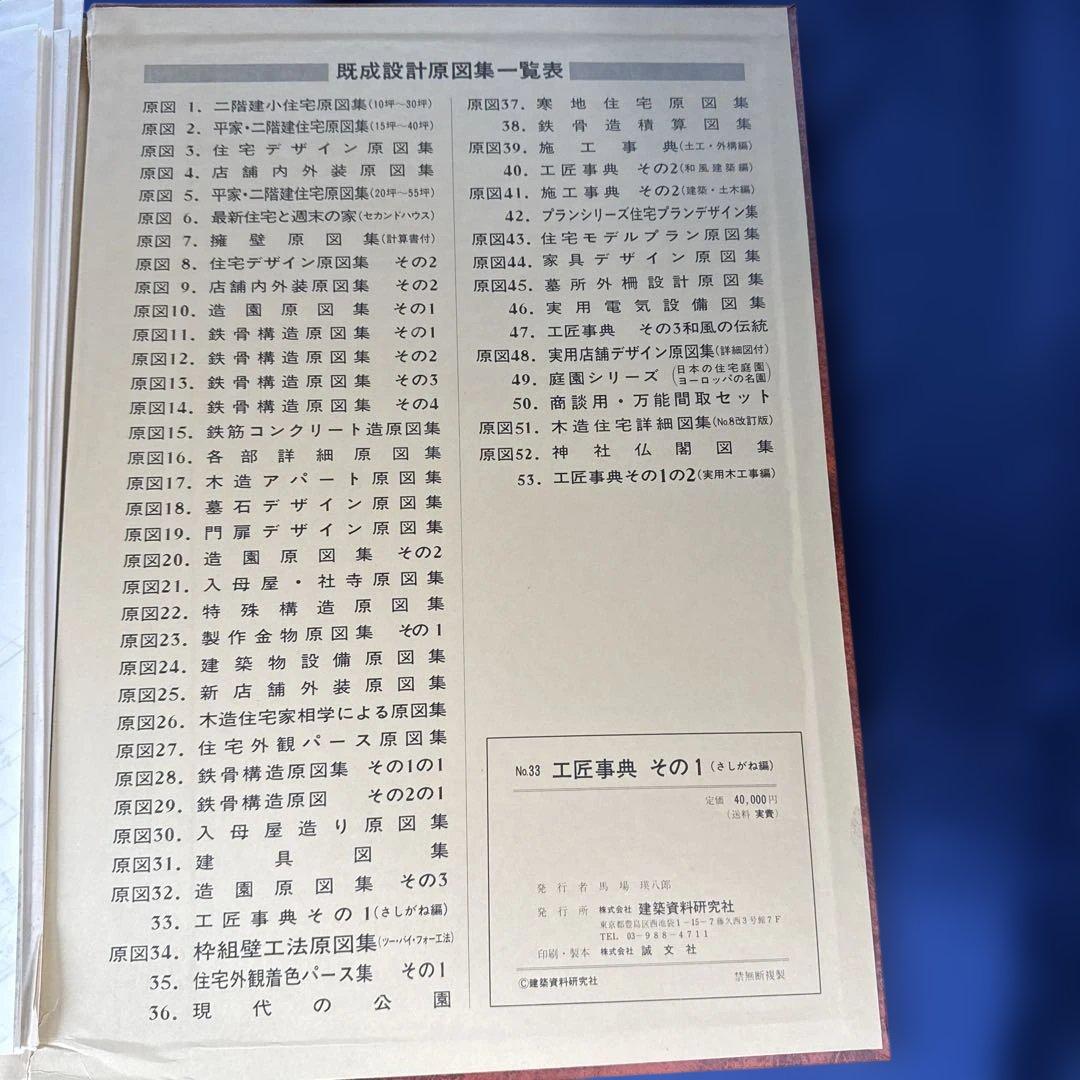 既成設計原図集一覧表
原図 1. 二階建小住宅原図集(10坪〜30坪)
原図 2. 平家・二階建住宅原図集(15坪〜40坪)
原図 3. 住宅デザイン原図集
原図 4. 店舗内外装原図集
原図 5. 平家・二階建住宅原図集(20坪〜55坪)
原図 6. 最新住宅と週末の家(セカンドハウス)
原図 7. 擁壁原図集(計算書付)
原図 8. 住宅デザイン原図集 その2
原図 9. 店舗内外装原図集 その2
原図10. 造園原図集 その1
原図11. 鉄骨構造原図集 その1
原図12. 鉄骨構造原図集 その2
原図13. 鉄骨構造原図集 その3
原図14. 鉄骨構造原図集 その4
原図15. 鉄筋コンクリート造原図集
原図16. 各部詳細原図集
原図17. 木造アパート原図集
原図18. 墓石デザイン原図集
原図19. 門扉デザイン原図集
原図20. 造園原図集 その2
原図21. 入母屋・社寺原図集
原図22. 特殊構造原図集
原図23. 製作金物原図集 その1
原図24. 建築物設備原図集
原図25. 新店舗外装原図集
原図26. 木造住宅家相学による原図集
原図27. 住宅外観パース原図集
原図28. 鉄骨構造原図集 その1の1
原図29. 鉄骨構造原図 その2の1
原図30. 入母屋造り原図集
原図31. 建具図集
原図32. 造園原図集 その3
33. 工匠事典その1(さしがね編)
原図34. 枠組壁工法原図集(ツー・バイ・フォー工法)
35. 住宅外観着色パース集 その1
36. 現代の公園
原図37. 寒地住宅原図集
38. 鉄骨造積算図集
原図39. 施工事典(土工・外構編)
40. 工匠事典 その2(和風建築編)
原図41. 施工事典 その2(建築・土木編)
42. プランシリーズ住宅プランデザイン集
原図43. 住宅モデルプラン原図集
原図44. 家具デザイン原図集
原図45. 墓所外柵設計原図集
46. 実用電気設備図集
47. 工匠事典 その3和風の伝統
原図48. 実用店舗デザイン原図集(詳細図付)
49. 庭園シリーズ(日本の住宅庭園
ヨーロッパの名園)
50. 商談用・万能間取セット
原図51. 木造住宅詳細図集(No.8改訂版)
原図52. 神社仏閣図集
53. 工匠事典その1の2(実用木工事編)
No.33 工匠事典 その1(さしがね編)
定価 40,000円
(送料 実費)
発行者 馬場 瑛八郎
発行所 株式会社 建築資料研究社
東京都豊島区西池袋1-15-7藤久西3号館7F
TEL 03-988-4711
印刷・製本 株式会社 誠文社
©建築資料研究社 禁無断複製